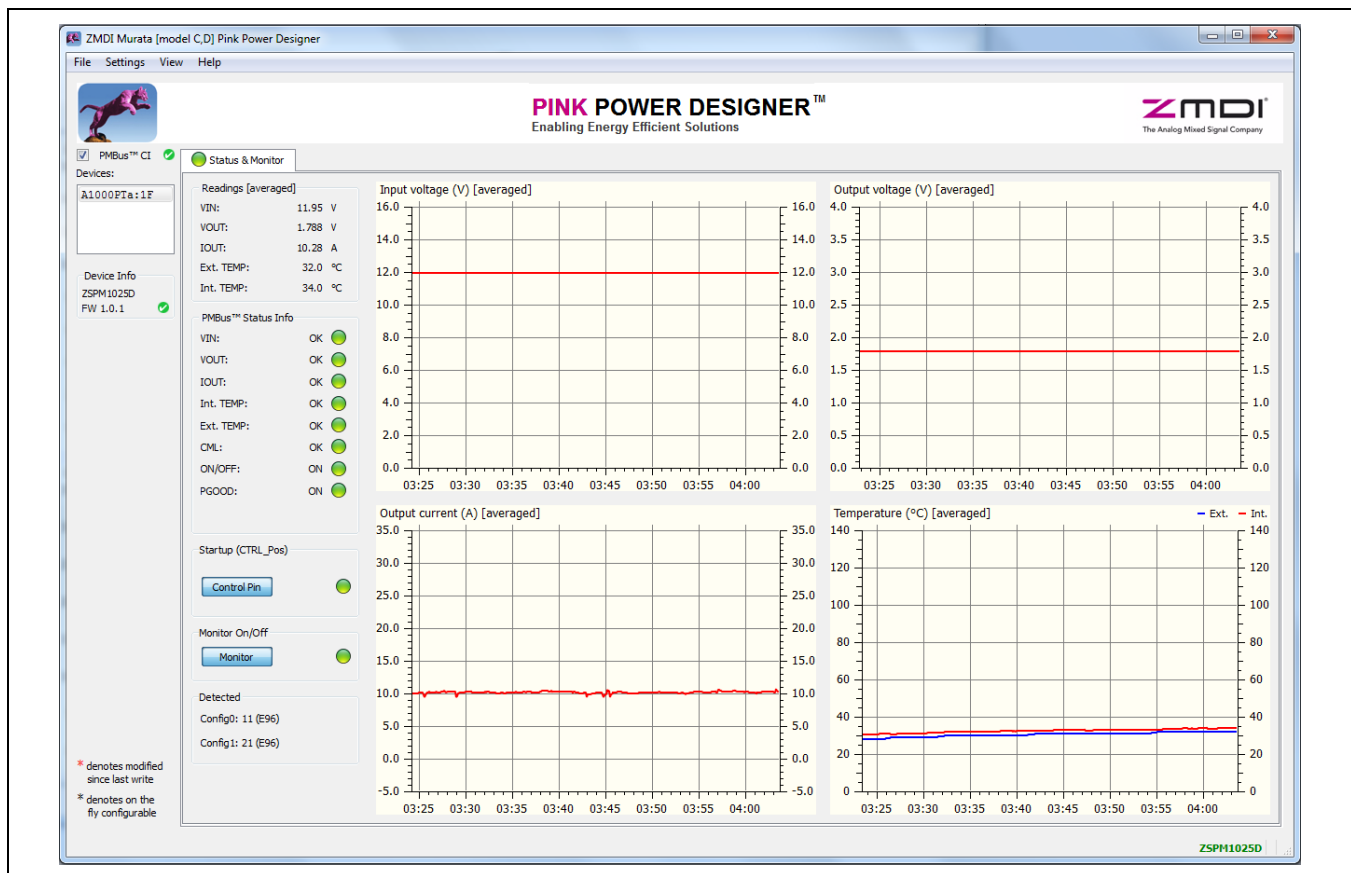 ZMDI Murata [model C,D] Pink Power Designer
File Settings View Help
PINK POWER DESIGNER™
Enabling Energy Efficient Solutions
ZMDI
The Analog Mixed Signal Company
PMBus™ CI
Devices:
A1000PTa:1F
Device Info
ZSPM1025D
FW 1.0.1
* denotes modified
since last write
* denotes on the
fly configurable
Status & Monitor
Readings [averaged]
VIN: 11.95 V
VOUT: 1.788 V
IOUT: 10.28 A
Ext. TEMP: 32.0 °C
Int. TEMP: 34.0 °C
PMBus™ Status Info
VIN: OK
VOUT: OK
IOUT: OK
Int. TEMP: OK
Ext. TEMP: OK
CML: OK
ON/OFF: ON
PGOOD: ON
Startup (CTRL_Pos)
Control Pin
Monitor On/Off
Monitor
Detected
Config0: 11 (E96)
Config1: 21 (E96)
Input voltage (V) [averaged]
16.0 16.0
14.0 14.0
12.0 12.0
10.0 10.0
8.0 8.0
6.0 6.0
4.0 4.0
2.0 2.0
0.0 0.0
03:25 03:30 03:35 03:40 03:45 03:50 03:55 04:00
Output voltage (V) [averaged]
4.0 4.0
3.5 3.5
3.0 3.0
2.5 2.5
2.0 2.0
1.5 1.5
1.0 1.0
0.5 0.5
0.0 0.0
03:25 03:30 03:35 03:40 03:45 03:50 03:55 04:00
Output current (A) [averaged]
35.0 35.0
30.0 30.0
25.0 25.0
20.0 20.0
15.0 15.0
10.0 10.0
5.0 5.0
0.0 0.0
-5.0 -5.0
03:25 03:30 03:35 03:40 03:45 03:50 03:55 04:00
Temperature (°C) [averaged] Ext. Int.
140 140
120 120
100 100
80 80
60 60
40 40
20 20
0 0
03:25 03:30 03:35 03:40 03:45 03:50 03:55 04:00
ZSPM1025D